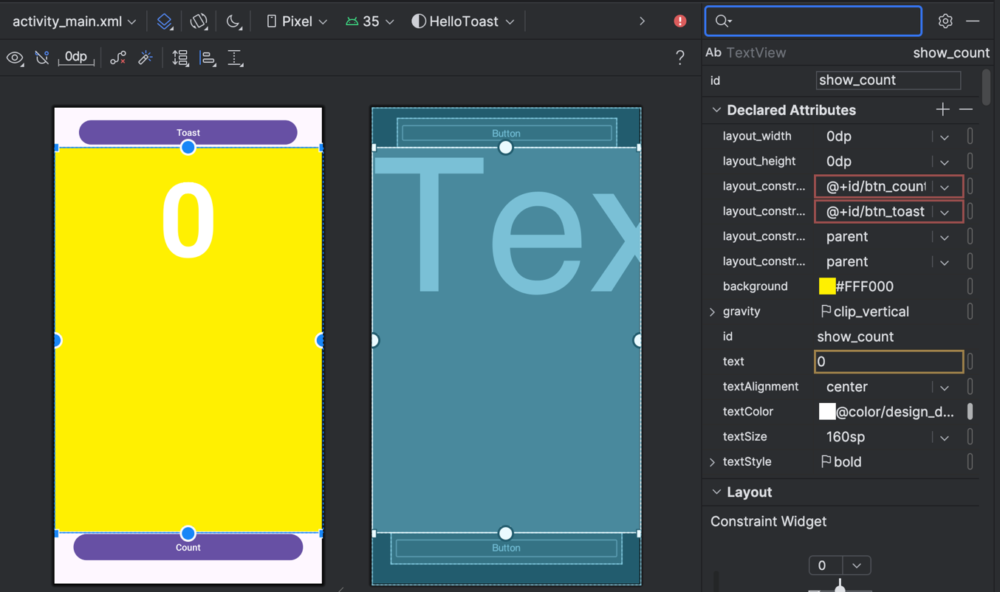 activity_main.xml Pixel 35 HelloToast
0dp ?
Ab TextView show_count
id show_count
Declared Attributes
layout_width 0dp
layout_height 0dp
layout_constr... @+id/btn_count
layout_constr... @+id/btn_toast
layout_constr... parent
layout_constr... parent
background #FFF000
gravity clip_vertical
id show_count
text 0
textAlignment center
textColor @color/design_d...
textSize 160sp
textStyle bold
Layout
Constraint Widget
0
Toast
0
Count
Button
Tex
Button